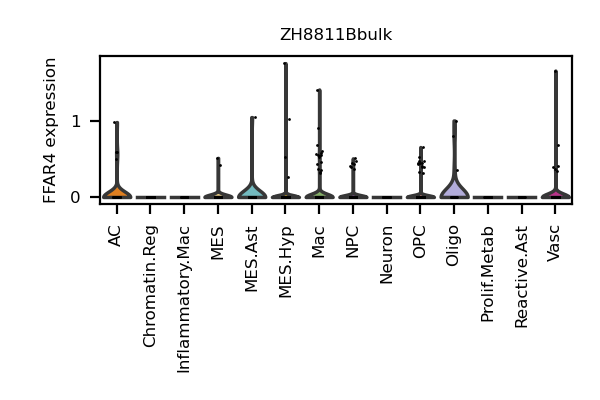 ZH8811Bbulk
FFAR4 expression
1
0
AC
Chromatin.Reg
Inflammatory.Mac
MES
MES.Ast
MES.Hyp
Mac
NPC
Neuron
OPC
Oligo
Prolif.Metab
Reactive.Ast
Vasc